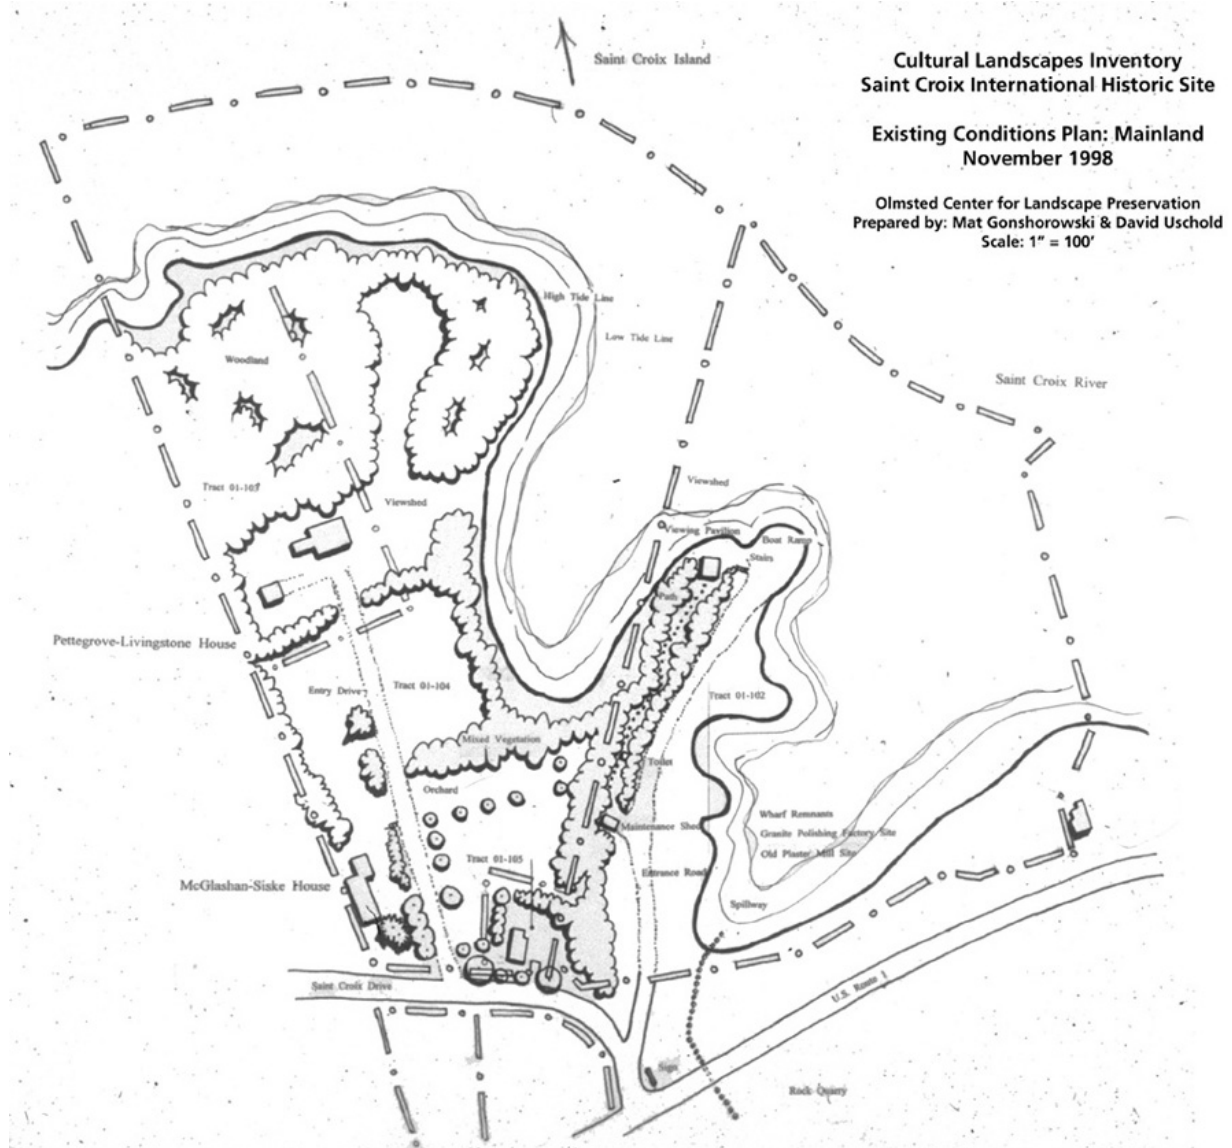 Saint Croix Island
Cultural Landscapes Inventory
Saint Croix International Historic Site
Existing Conditions Plan: Mainland
November 1998
Olmsted Center for Landscape Preservation
Prepared by: Mat Gonshorowski & David Uschold
Scale: 1" = 100'
High Tide Line
Low Tide Line
Woodland
Saint Croix River
Tract 01-103
Viewshed
Viewshed
Viewing Pavilion
Boat Ramp
Stairs
Path
Pettegrove-Livingstone House
Entry Drive
Tract 01-104
Tract 01-102
Mixed Vegetation
Toilet
Orchard
Wharf Remnants
Maintenance Shed
Granite Polishing Factory Site
Old Plaster Mill Site
Tract 01-105
Entrance Road
McGlashan-Siske House
Spillway
Saint Croix Drive
U.S. Route 1
Sign
Rock Quarry